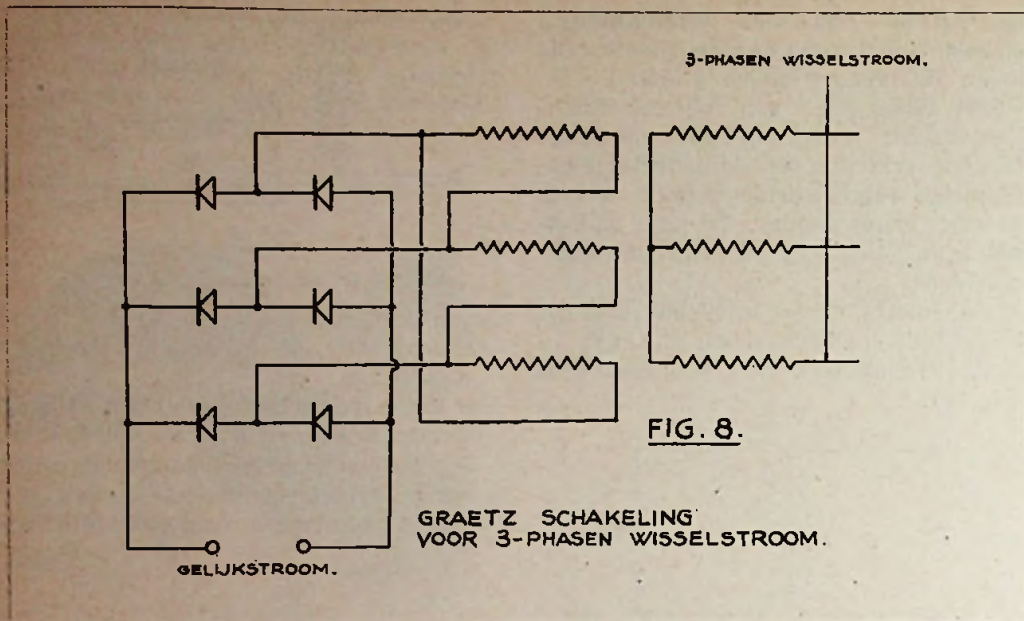 3-PHASEN WISSELSTROOM.
FIG. 8.
GRAETZ SCHAKELING
VOOR 3-PHASEN WISSELSTROOM.
GELIJKSTROOM.